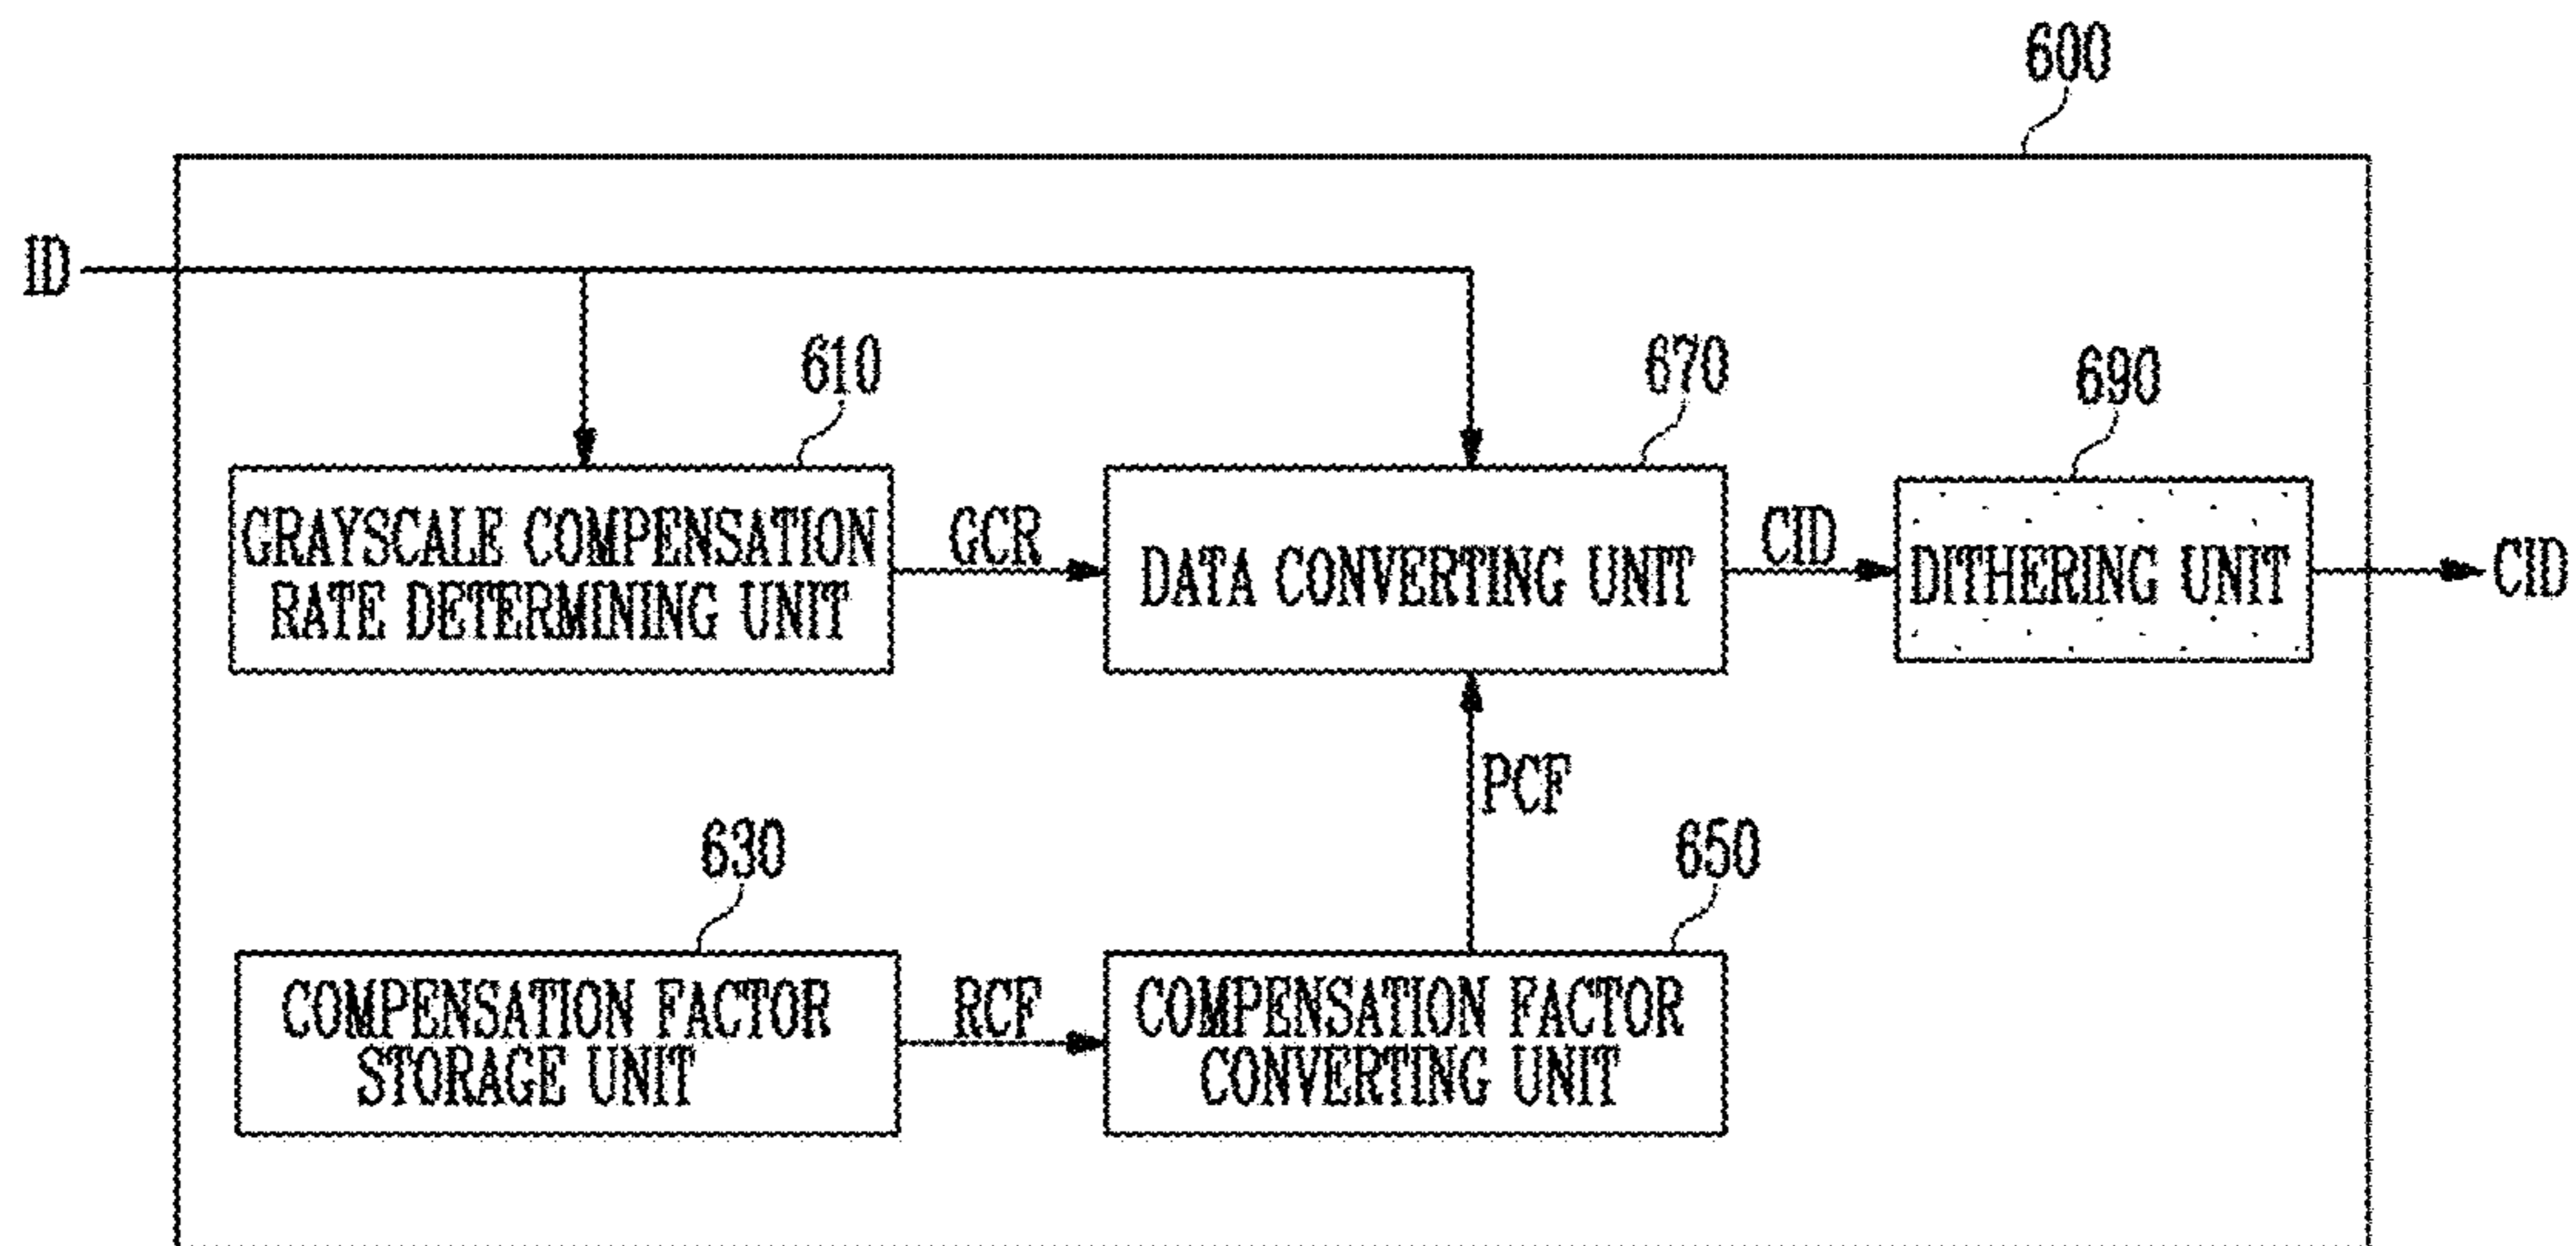 600
ID
610
670
690
GRAYSCALE COMPENSATION
RATE DETERMINING UNIT
GCR
DATA CONVERTING UNIT
CID
DITHERING UNIT
CID
PCF
630
650
COMPENSATION FACTOR
STORAGE UNIT
RCF
COMPENSATION FACTOR
CONVERTING UNIT